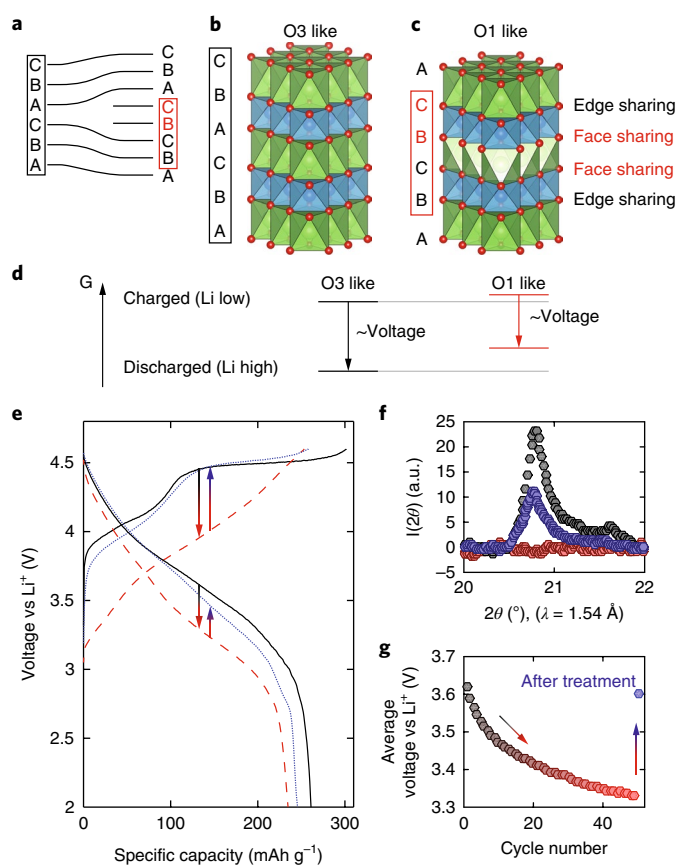 a
C
B
A
C
B
A
C
B
A
C
B
C
B
A
b
O3 like
C
B
A
C
B
A
c
O1 like
A
C
B
C
B
A
Edge sharing
Face sharing
Face sharing
Edge sharing
d
G
O3 like
O1 like
Charged (Li low)
~Voltage
~Voltage
Discharged (Li high)
e
4.5
4
3.5
3
2.5
2
Voltage vs Li⁺ (V)
0
100
200
300
Specific capacity (mAh g⁻¹)
f
25
20
15
10
5
0
−5
I(2θ) (a.u.)
20
21
22
2θ (°), (λ = 1.54 Å)
g
3.7
3.6
3.5
3.4
3.3
Average
voltage vs Li⁺ (V)
After treatment
0
20
40
Cycle number